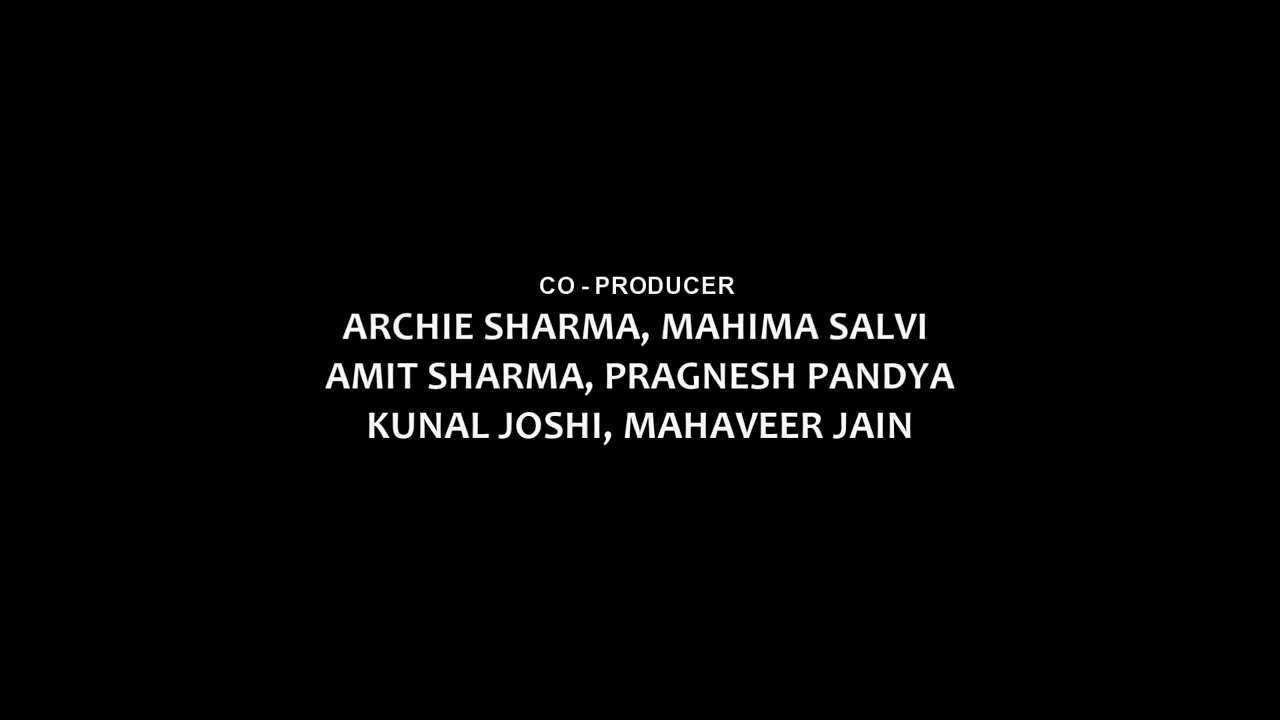 CO - PRODUCER
ARCHIE SHARMA, MAHIMA SALVI
AMIT SHARMA, PRAGNESH PANDYA
KUNAL JOSHI, MAHAVEER JAIN